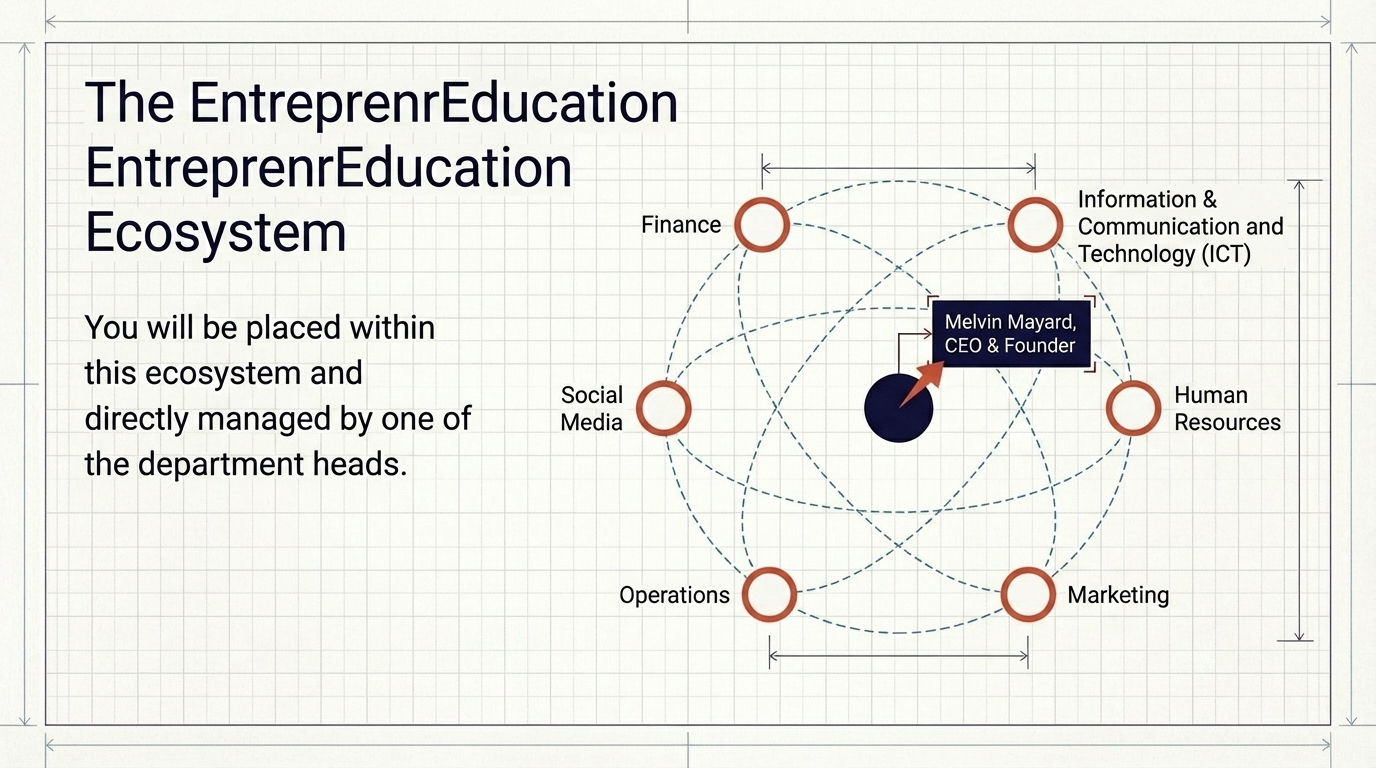 The EntreprenrEducation
EntreprenrEducation
Ecosystem
You will be placed within
this ecosystem and
directly managed by one of
the department heads.
Finance
Information &
Communication and
Technology (ICT)
Melvin Mayard,
CEO & Founder
Social
Media
Human
Resources
Operations
Marketing